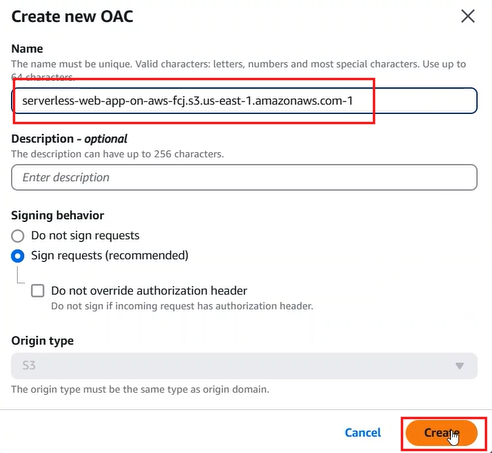 Create new OAC
Name
The name must be unique. Valid characters: letters, numbers and most special characters. Use up to
64 characters.
serverless-web-app-on-aws-fcj.s3.us-east-1.amazonaws.com-1
Description - optional
The description can have up to 256 characters.
Enter description
Signing behavior
Do not sign requests
Sign requests (recommended)
Do not override authorization header
Do not sign if incoming request has authorization header.
Origin type
S3
The origin type must be the same type as origin domain.
Cancel
Create